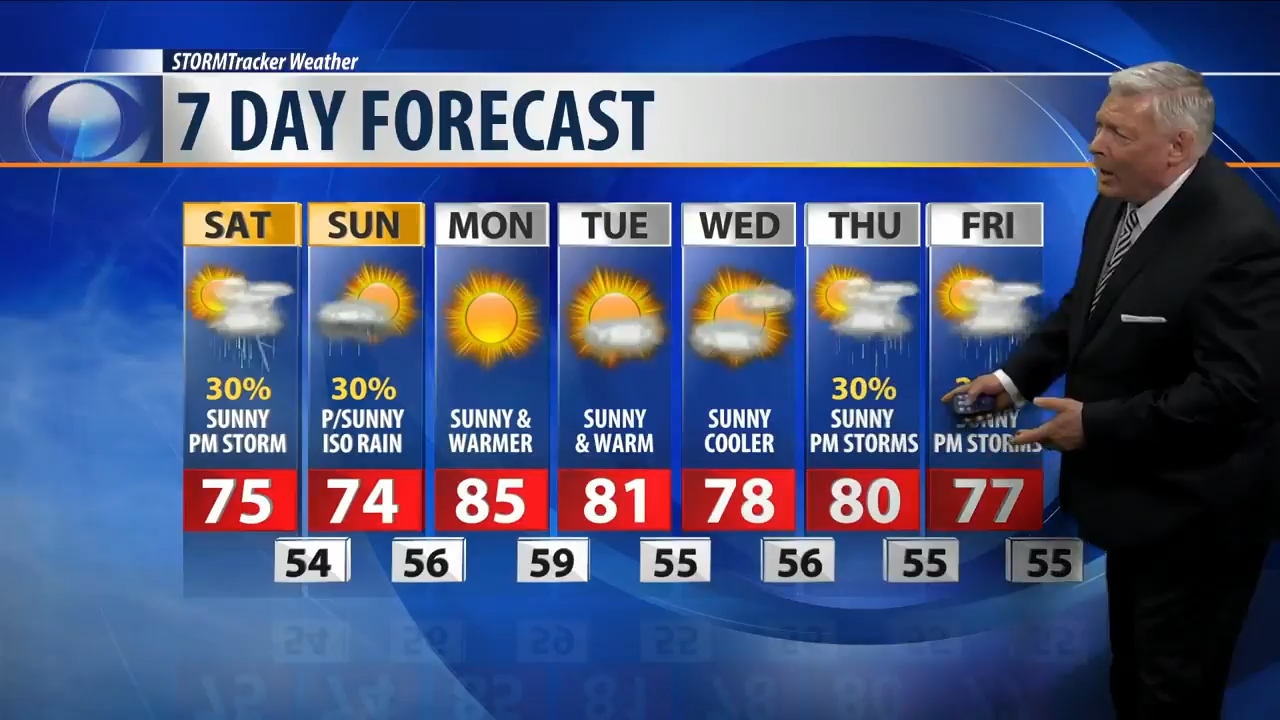 STORMTracker Weather
7 DAY FORECAST
SAT SUN MON TUE WED THU FRI
30% 30% 30%
SUNNY P/SUNNY SUNNY & SUNNY SUNNY SUNNY SUNNY
PM STORM ISO RAIN WARMER & WARM COOLER PM STORMS PM STORMS
75 74 85 81 78 80 77
54 56 59 55 56 55 55